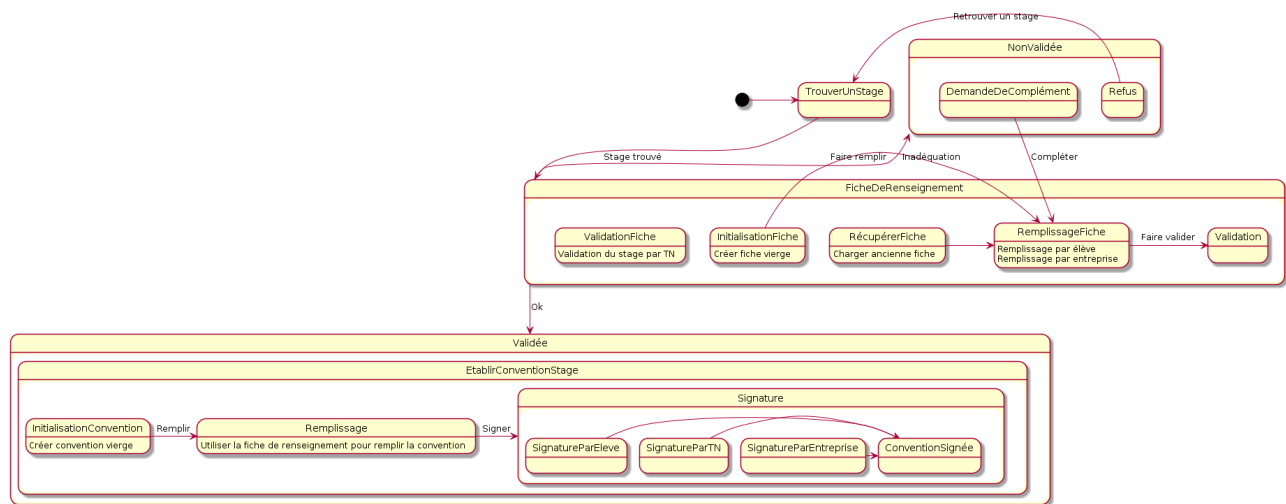 Retrouver un stage
NonValidée
TrouverUnStage
DemandeDeComplément
Refus
Stage trouvé
Faire remplir
Inadéquation
Compléter
FicheDeRenseignement
ValidationFiche
Validation du stage par TN
InitialisationFiche
Créer fiche vierge
RécupérerFiche
Charger ancienne fiche
RemplissageFiche
Remplissage par élève
Remplissage par entreprise
Faire valider
Validation
Ok
Validée
EtablirConventionStage
InitialisationConvention
Créer convention vierge
Remplir
Remplissage
Utiliser la fiche de renseignement pour remplir la convention
Signer
Signature
SignatureParEleve
SignatureParTN
SignatureParEntreprise
ConventionSignée